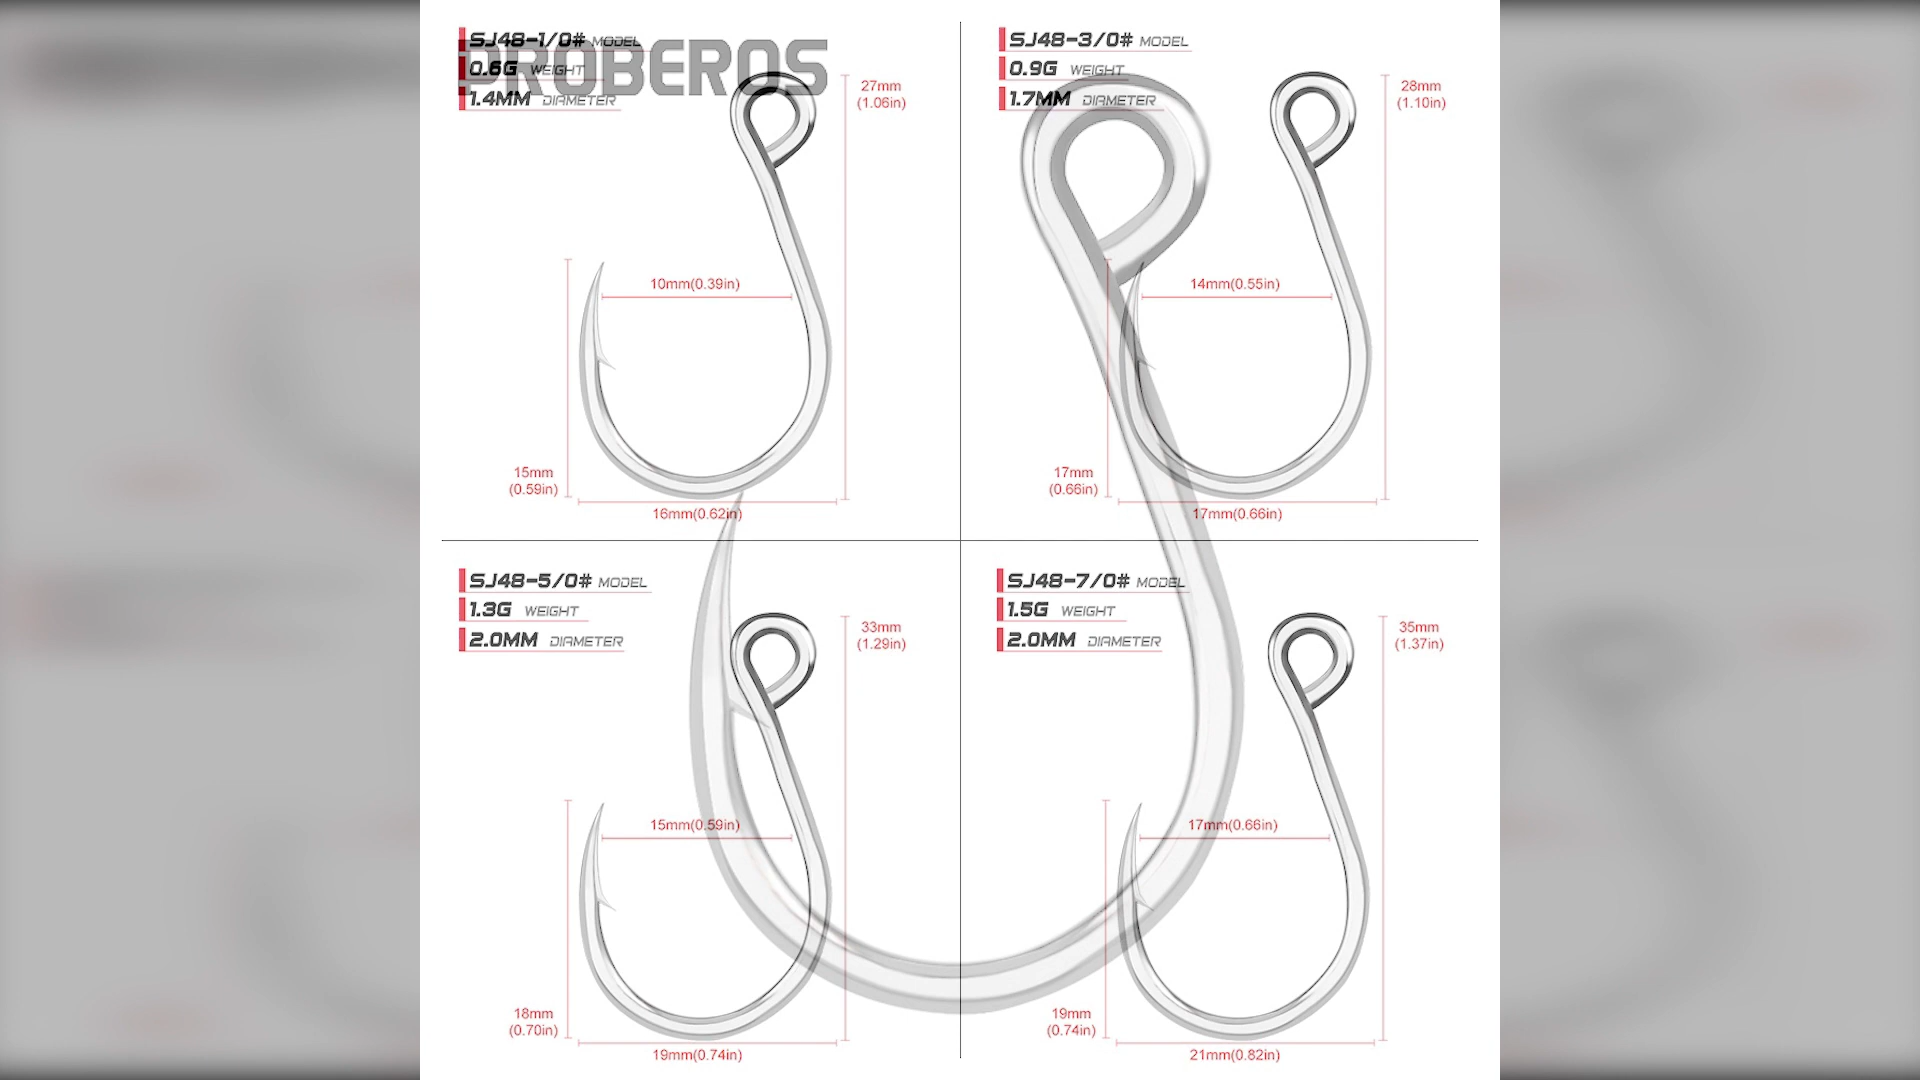 PROBEROS
SJ48-1/0# MODEL
0.6G WEIGHT
1.4MM DIAMETER
27mm
(1.06in)
10mm(0.39in)
15mm
(0.59in)
16mm(0.62in)
SJ48-3/0# MODEL
0.9G WEIGHT
1.7MM DIAMETER
28mm
(1.10in)
14mm(0.55in)
17mm
(0.66in)
17mm(0.66in)
SJ48-5/0# MODEL
1.3G WEIGHT
2.0MM DIAMETER
33mm
(1.29in)
15mm(0.59in)
18mm
(0.70in)
19mm(0.74in)
SJ48-7/0# MODEL
1.5G WEIGHT
2.0MM DIAMETER
35mm
(1.37in)
17mm(0.66in)
19mm
(0.74in)
21mm(0.82in)